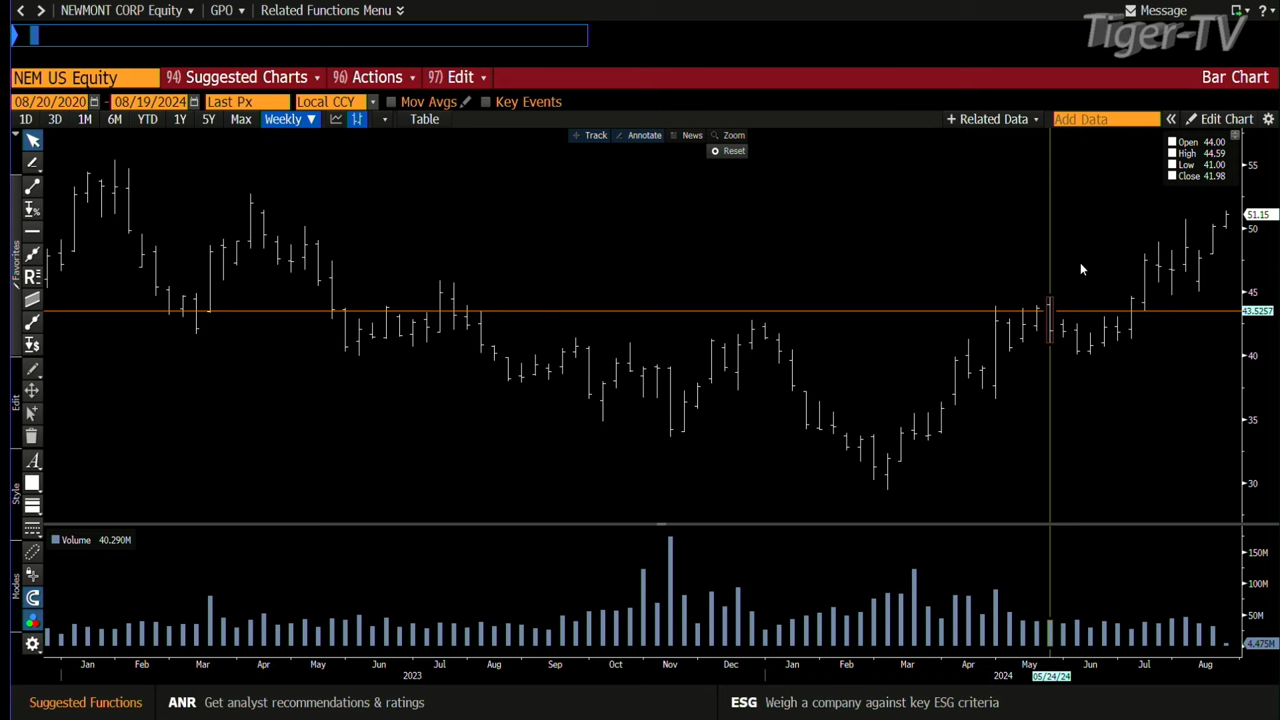 NEWMONT CORP Equity GPO Related Functions Menu Message
Tiger-TV
NEM US Equity 94) Suggested Charts 96) Actions 97) Edit Bar Chart
08/20/2020 - 08/19/2024 Last Px Local CCY Mov Avgs Key Events
1D 3D 1M 6M YTD 1Y 5Y Max Weekly ▼ Table + Related Data Add Data « Edit Chart
Track Annotate News Zoom
Reset
Open 44.00
High 44.59
Low 41.00
Close 41.98
55
51.15
50
45
43.5257
40
35
30
Favorites
Edit
Style
Modes
Volume 40.290M
150M
100M
50M
4.475M
Jan Feb Mar Apr May Jun Jul Aug Sep Oct Nov Dec Jan Feb Mar Apr May Jun Jul Aug
2023 2024 05/24/24
Suggested Functions ANR Get analyst recommendations & ratings ESG Weigh a company against key ESG criteria